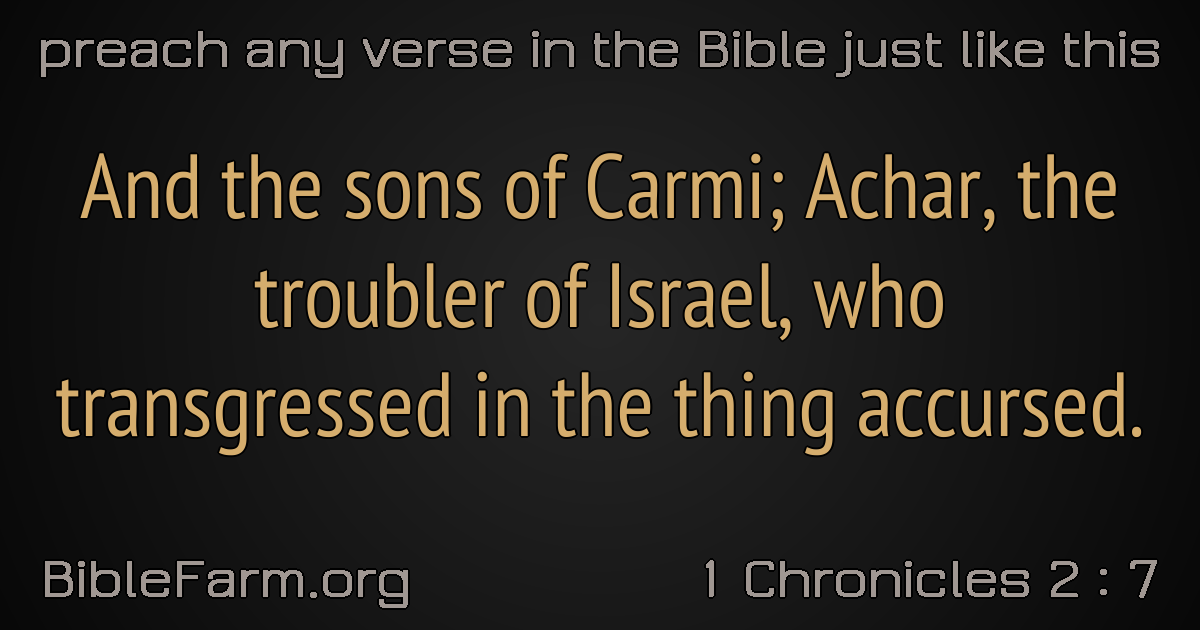 preach any verse in the Bible just like this
And the sons of Carmi; Achar, the
troubler of Israel, who
transgressed in the thing accursed.
BibleFarm.org
1 Chronicles 2 : 7